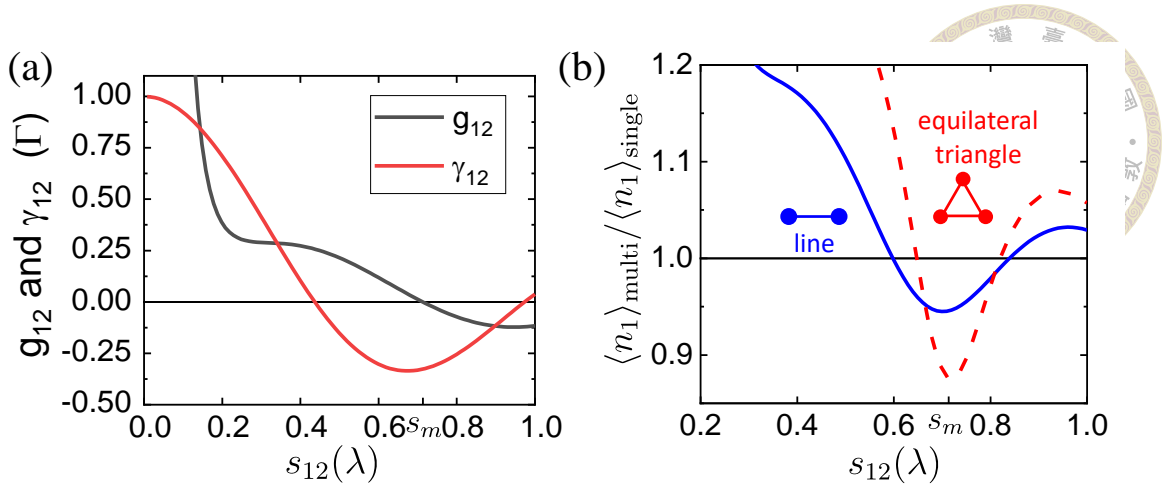 (a)
g12 and γ12 (Γ)
1.00
0.75
0.50
0.25
0.00
-0.25
-0.50
g12
γ12
0.0 0.2 0.4 0.6 sm 0.8 1.0
s12(λ)
(b)
⟨n1⟩multi/⟨n1⟩single
1.2
1.1
1.0
0.9
equilateral
triangle
line
0.2 0.4 0.6 sm 0.8 1.0
s12(λ)
灣 臺